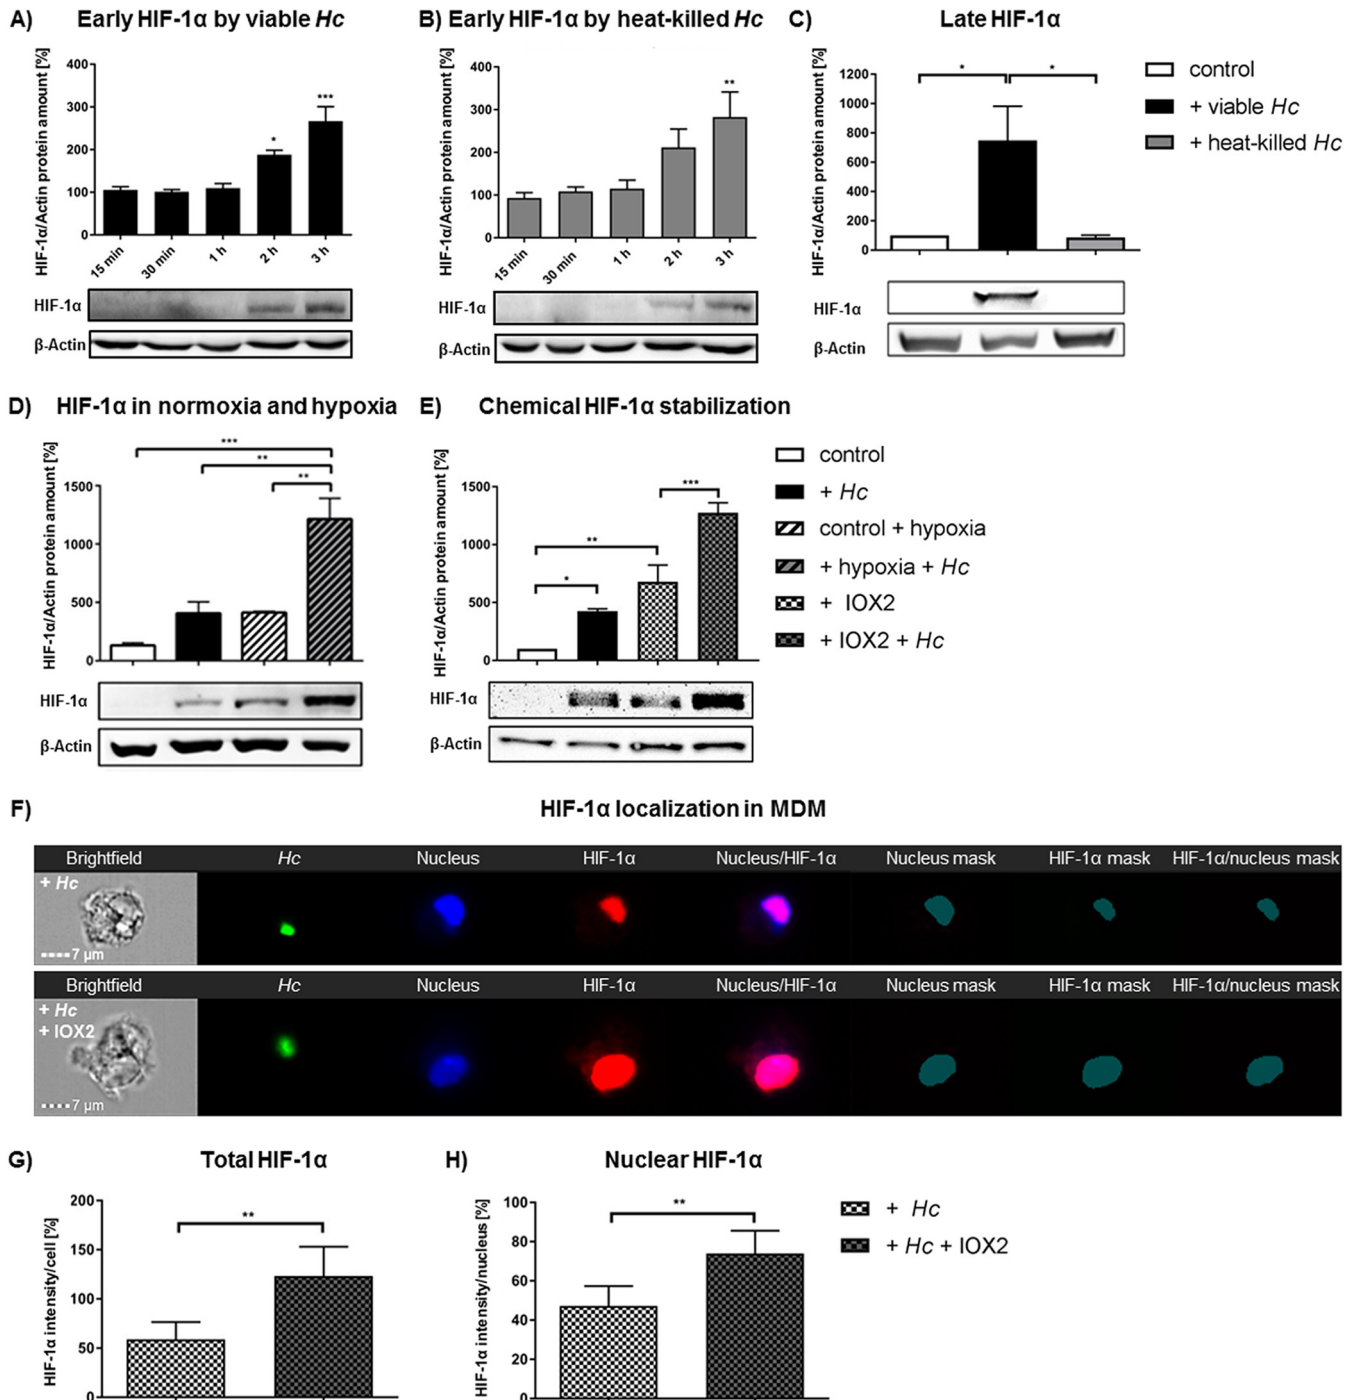 A) Early HIF-1α by viable Hc
HIF-1α/Actin protein amount [%]
400
300
200
100
0
* ***
15 min 30 min 1 h 2 h 3 h
HIF-1α
β-Actin
B) Early HIF-1α by heat-killed Hc
HIF-1α/Actin protein amount [%]
400
300
200
100
0
**
15 min 30 min 1 h 2 h 3 h
HIF-1α
β-Actin
C) Late HIF-1α
HIF-1α/Actin protein amount [%]
1200
1000
800
600
400
200
0
* *
HIF-1α
β-Actin
control
+ viable Hc
+ heat-killed Hc
D) HIF-1α in normoxia and hypoxia
HIF-1α/Actin protein amount [%]
1500
1000
500
0
***
**
**
HIF-1α
β-Actin
E) Chemical HIF-1α stabilization
HIF-1α/Actin protein amount [%]
1500
1000
500
0
***
**
*
HIF-1α
β-Actin
control
+ Hc
control + hypoxia
+ hypoxia + Hc
+ IOX2
+ IOX2 + Hc
F) HIF-1α localization in MDM
Brightfield Hc Nucleus HIF-1α Nucleus/HIF-1α Nucleus mask HIF-1α mask HIF-1α/nucleus mask
+ Hc
7 µm
Brightfield Hc Nucleus HIF-1α Nucleus/HIF-1α Nucleus mask HIF-1α mask HIF-1α/nucleus mask
+ Hc
+ IOX2
7 µm
G) Total HIF-1α
HIF-1α intensity/cell [%]
200
150
100
50
0
**
H) Nuclear HIF-1α
HIF-1α intensity/nucleus [%]
100
80
60
40
20
0
**
+ Hc
+ Hc + IOX2